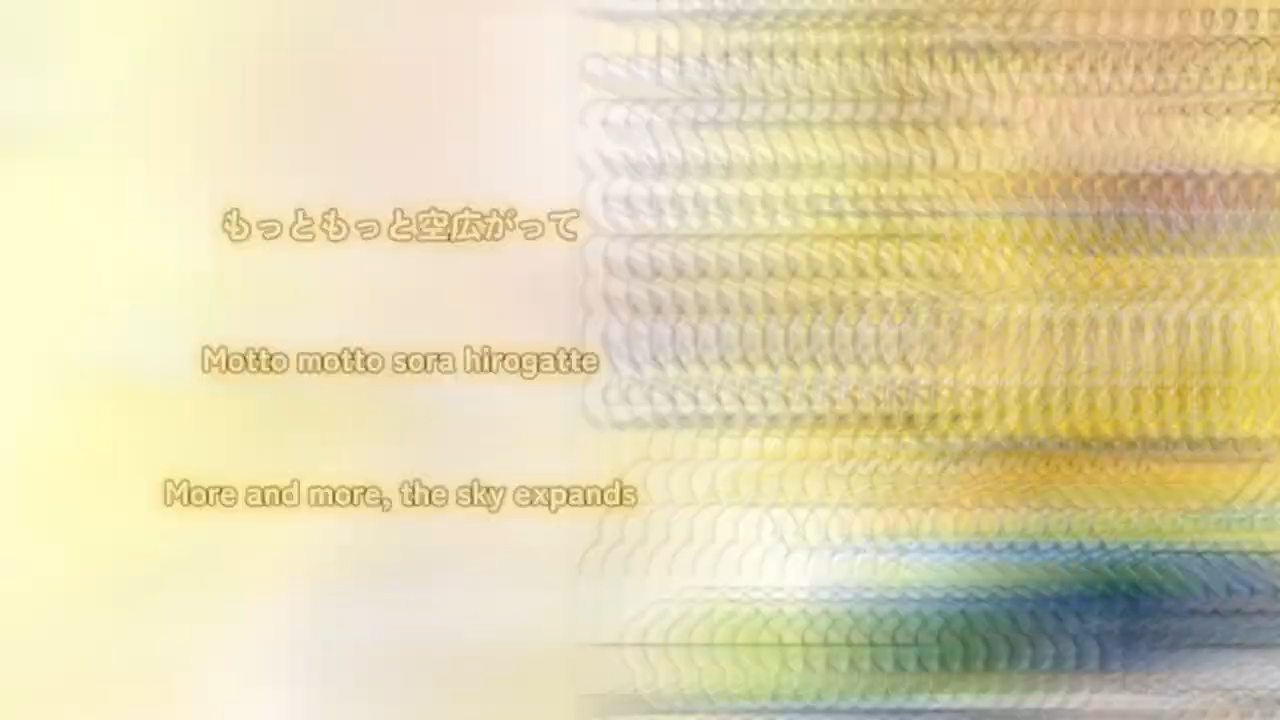 もっともっと空広がって
Motto motto sora hirogatte
More and more, the sky expands